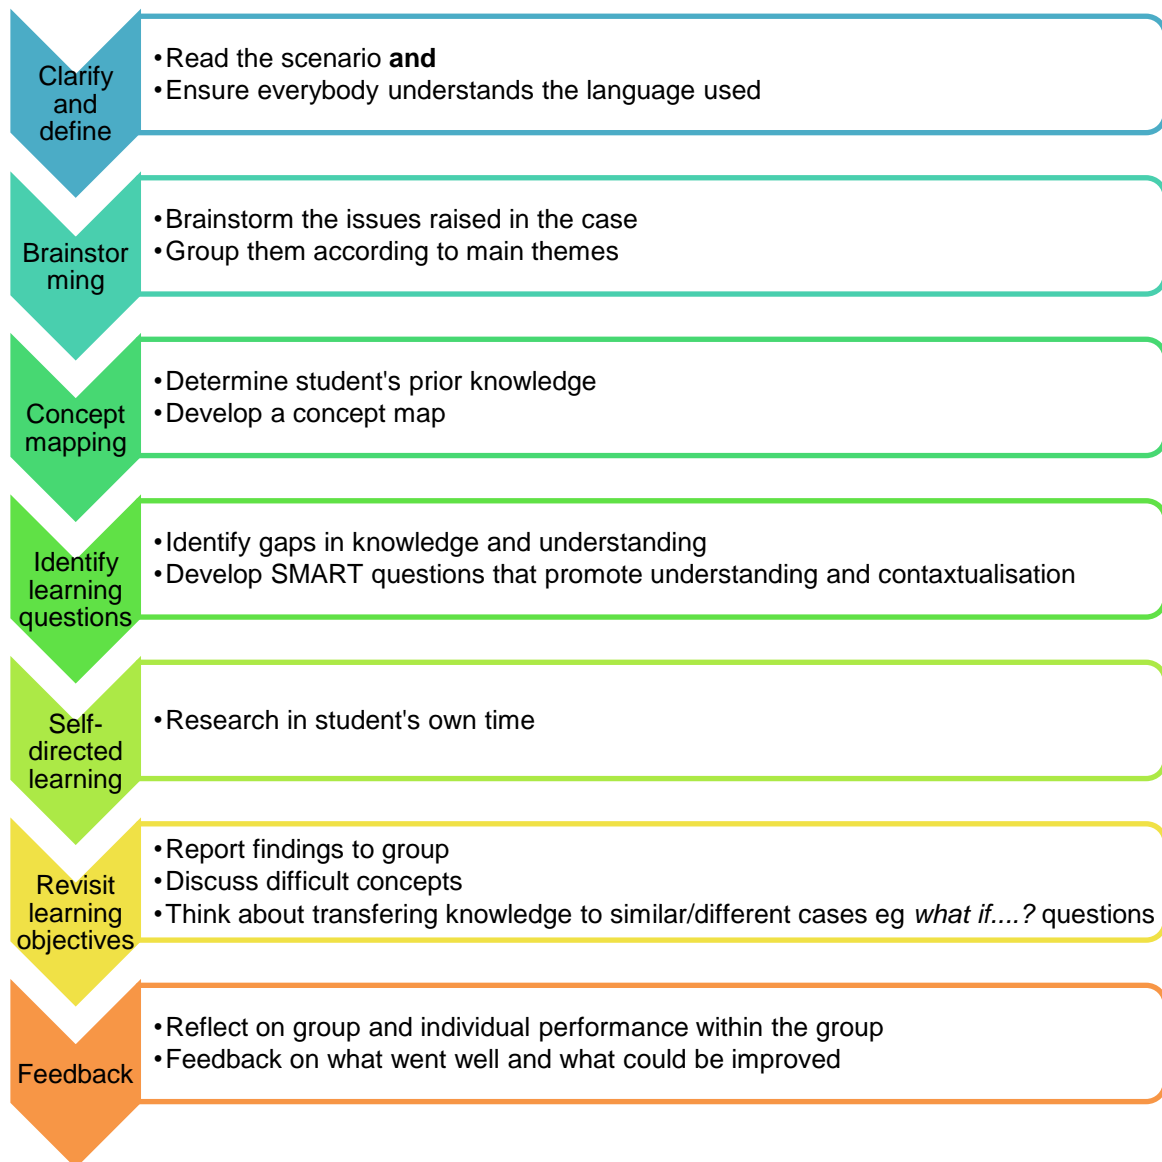 Clarify
and
define
•Read the scenario and
•Ensure everybody understands the language used
Brainstor
ming
•Brainstorm the issues raised in the case
•Group them according to main themes
Concept
mapping
•Determine student's prior knowledge
•Develop a concept map
Identify
learning
questions
•Identify gaps in knowledge and understanding
•Develop SMART questions that promote understanding and contaxtualisation
Self-
directed
learning
•Research in student's own time
Revisit
learning
objectives
•Report findings to group
•Discuss difficult concepts
•Think about transfering knowledge to similar/different cases eg what if....? questions
Feedback
•Reflect on group and individual performance within the group
•Feedback on what went well and what could be improved